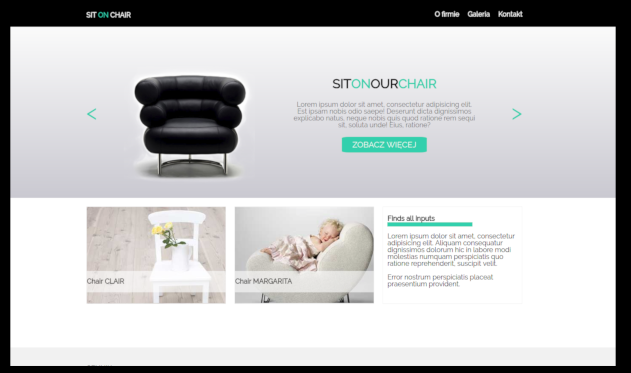 SIT ON CHAIR
O firmie Galeria Kontakt
<
SITONOURCHAIR
Lorem ipsum dolor sit amet, consectetur adipisicing elit.
Est ipsam nobis odio saepe! Deserunt dicta dignissimos
explicabo natus, neque nobis quis quod ratione rem sequi
sit, soluta unde! Eius, ratione?
ZOBACZ WIĘCEJ
>
Chair CLAIR
Chair MARGARITA
Finds all inputs
Lorem ipsum dolor sit amet, consectetur
adipisicing elit. Aliquam consequatur
dignissimos dolorum hic in labore modi
molestias numquam perspiciatis quo
ratione reprehenderit, suscipit velit.
Error nostrum perspiciatis placeat
praesentium provident.